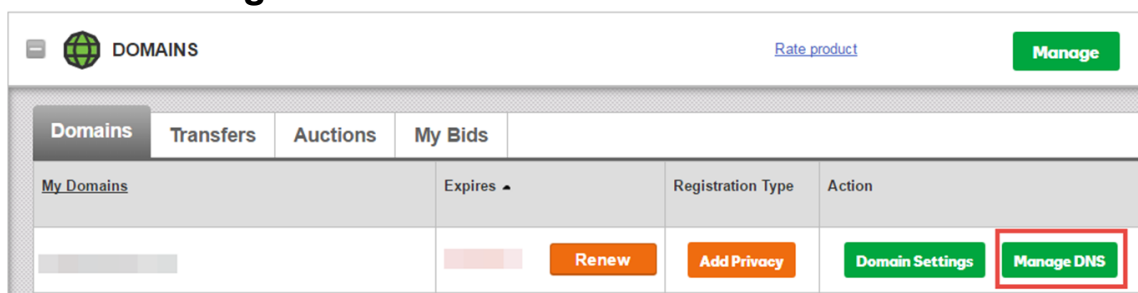 DOMAINS Rate product Manage
Domains Transfers Auctions My Bids
My Domains Expires Registration Type Action
Renew Add Privacy Domain Settings Manage DNS